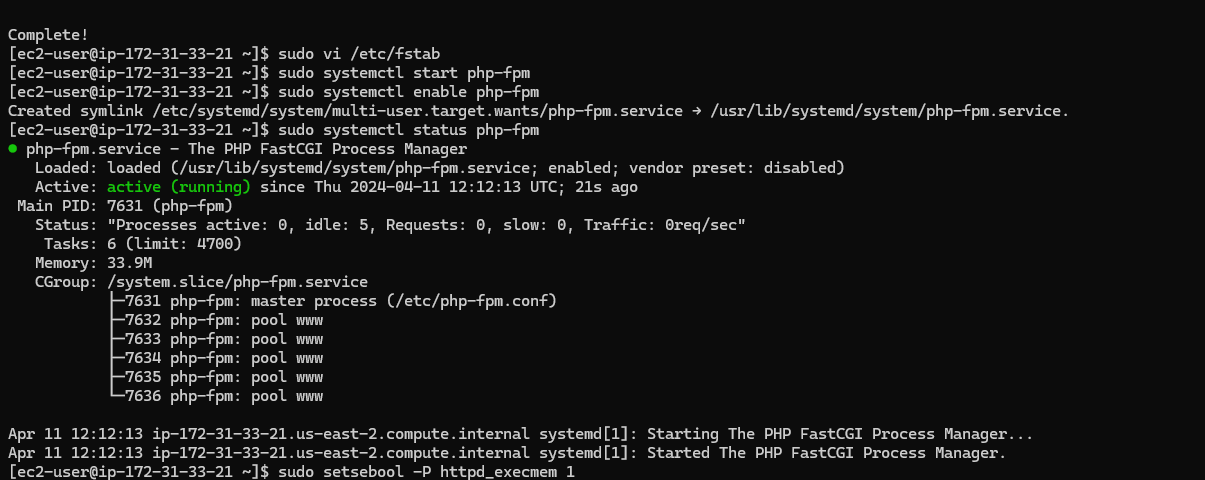 Complete!
[ec2-user@ip-172-31-33-21 ~]$ sudo vi /etc/fstab
[ec2-user@ip-172-31-33-21 ~]$ sudo systemctl start php-fpm
[ec2-user@ip-172-31-33-21 ~]$ sudo systemctl enable php-fpm
Created symlink /etc/systemd/system/multi-user.target.wants/php-fpm.service → /usr/lib/systemd/system/php-fpm.service.
[ec2-user@ip-172-31-33-21 ~]$ sudo systemctl status php-fpm
● php-fpm.service - The PHP FastCGI Process Manager
   Loaded: loaded (/usr/lib/systemd/system/php-fpm.service; enabled; vendor preset: disabled)
   Active: active (running) since Thu 2024-04-11 12:12:13 UTC; 21s ago
 Main PID: 7631 (php-fpm)
   Status: "Processes active: 0, idle: 5, Requests: 0, slow: 0, Traffic: 0req/sec"
    Tasks: 6 (limit: 4700)
   Memory: 33.9M
   CGroup: /system.slice/php-fpm.service
           ├─7631 php-fpm: master process (/etc/php-fpm.conf)
           ├─7632 php-fpm: pool www
           ├─7633 php-fpm: pool www
           ├─7634 php-fpm: pool www
           ├─7635 php-fpm: pool www
           └─7636 php-fpm: pool www
Apr 11 12:12:13 ip-172-31-33-21.us-east-2.compute.internal systemd[1]: Starting The PHP FastCGI Process Manager...
Apr 11 12:12:13 ip-172-31-33-21.us-east-2.compute.internal systemd[1]: Started The PHP FastCGI Process Manager.
[ec2-user@ip-172-31-33-21 ~]$ sudo setsebool -P httpd_execmem 1